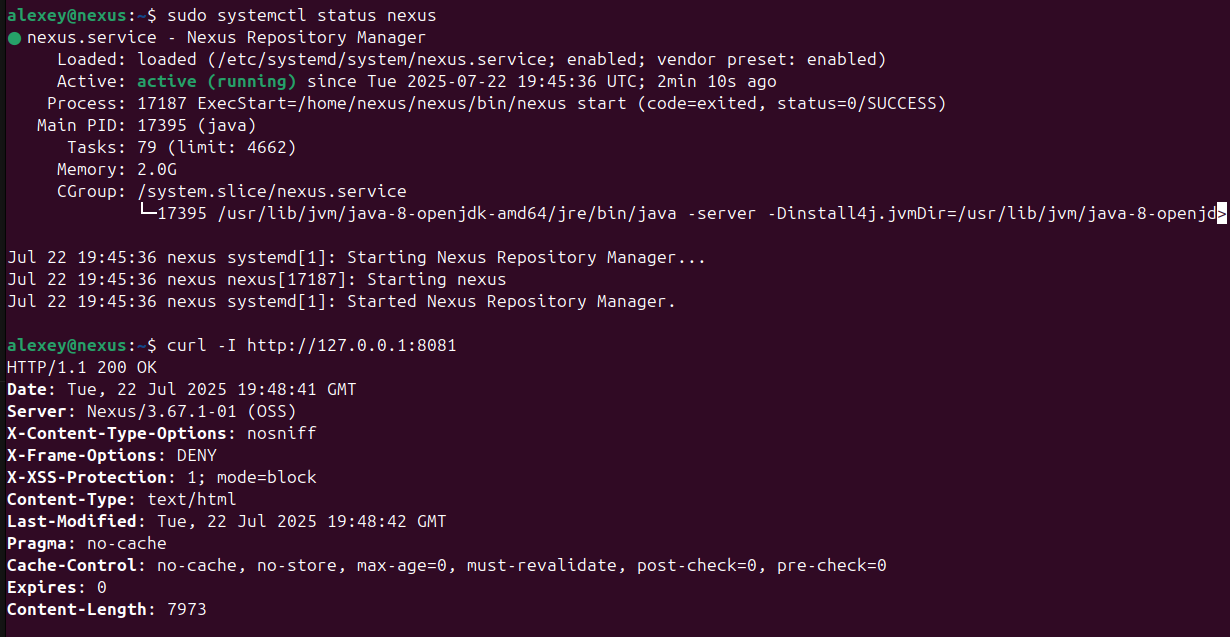 alexey@nexus:~$ sudo systemctl status nexus
● nexus.service - Nexus Repository Manager
     Loaded: loaded (/etc/systemd/system/nexus.service; enabled; vendor preset: enabled)
     Active: active (running) since Tue 2025-07-22 19:45:36 UTC; 2min 10s ago
    Process: 17187 ExecStart=/home/nexus/nexus/bin/nexus start (code=exited, status=0/SUCCESS)
   Main PID: 17395 (java)
      Tasks: 79 (limit: 4662)
     Memory: 2.0G
     CGroup: /system.slice/nexus.service
             └─17395 /usr/lib/jvm/java-8-openjdk-amd64/jre/bin/java -server -Dinstall4j.jvmDir=/usr/lib/jvm/java-8-openjd>

Jul 22 19:45:36 nexus systemd[1]: Starting Nexus Repository Manager...
Jul 22 19:45:36 nexus nexus[17187]: Starting nexus
Jul 22 19:45:36 nexus systemd[1]: Started Nexus Repository Manager.

alexey@nexus:~$ curl -I http://127.0.0.1:8081
HTTP/1.1 200 OK
Date: Tue, 22 Jul 2025 19:48:41 GMT
Server: Nexus/3.67.1-01 (OSS)
X-Content-Type-Options: nosniff
X-Frame-Options: DENY
X-XSS-Protection: 1; mode=block
Content-Type: text/html
Last-Modified: Tue, 22 Jul 2025 19:48:42 GMT
Pragma: no-cache
Cache-Control: no-cache, no-store, max-age=0, must-revalidate, post-check=0, pre-check=0
Expires: 0
Content-Length: 7973